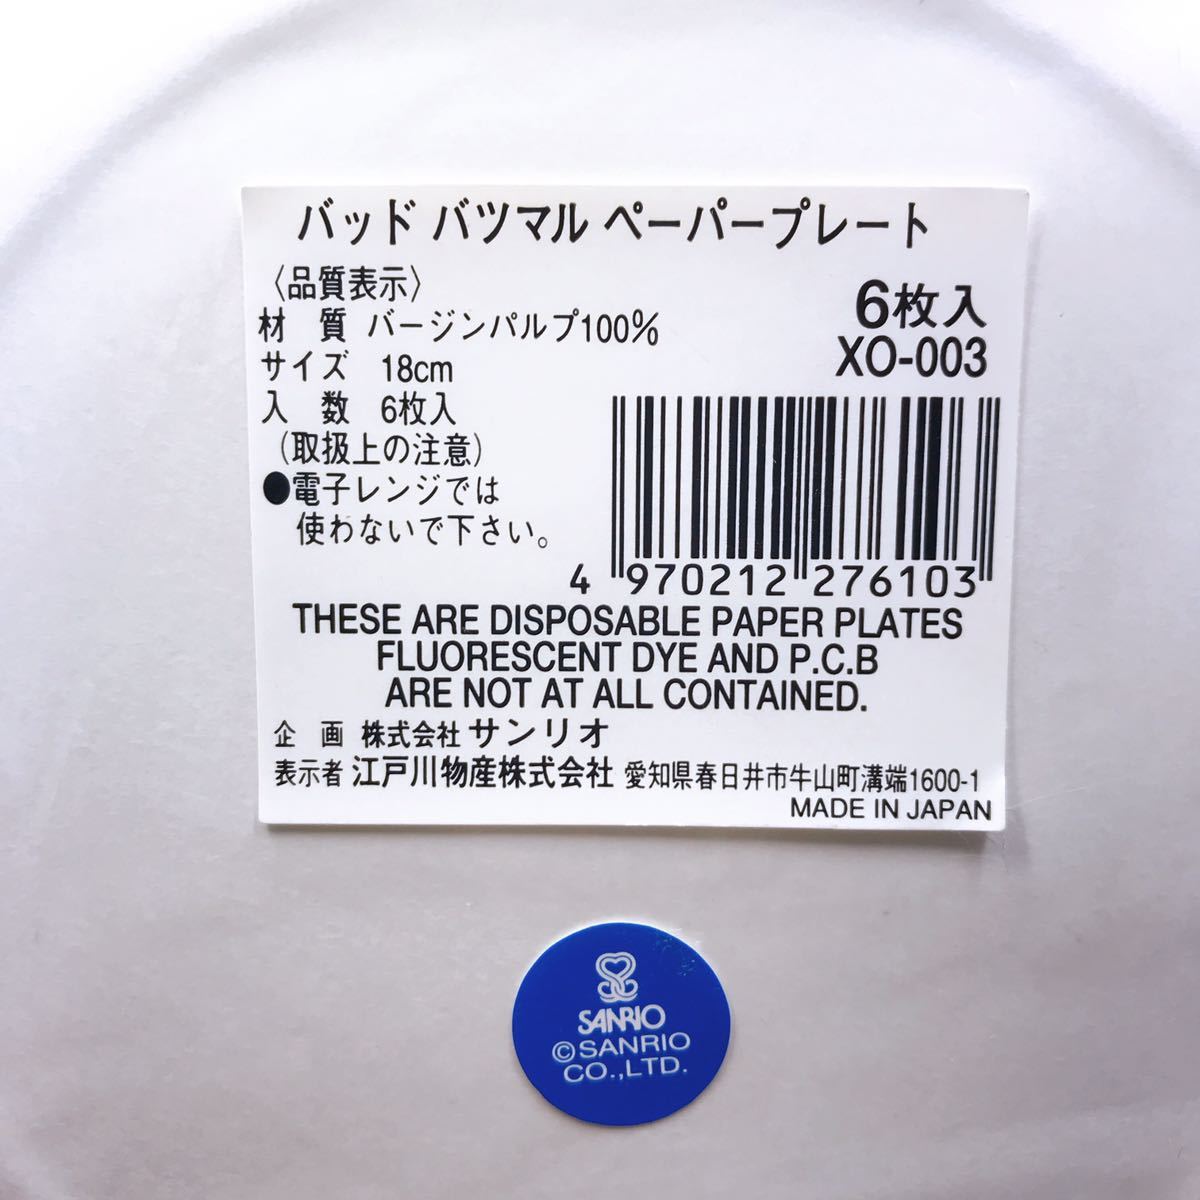 バッド バツマル ペーパープレート
〈品質表示〉
6枚入
材 質 バージンパルプ100%
XO-003
サイズ 18cm
入 数 6枚入
(取扱上の注意)
●電子レンジでは
使わないで下さい。
4 970212 276103
THESE ARE DISPOSABLE PAPER PLATES
FLUORESCENT DYE AND P.C.B
ARE NOT AT ALL CONTAINED.
企 画 株式会社サンリオ
表示者 江戸川物産株式会社 愛知県春日井市牛山町溝端1600-1
MADE IN JAPAN
SANRIO
©SANRIO
CO.,LTD.